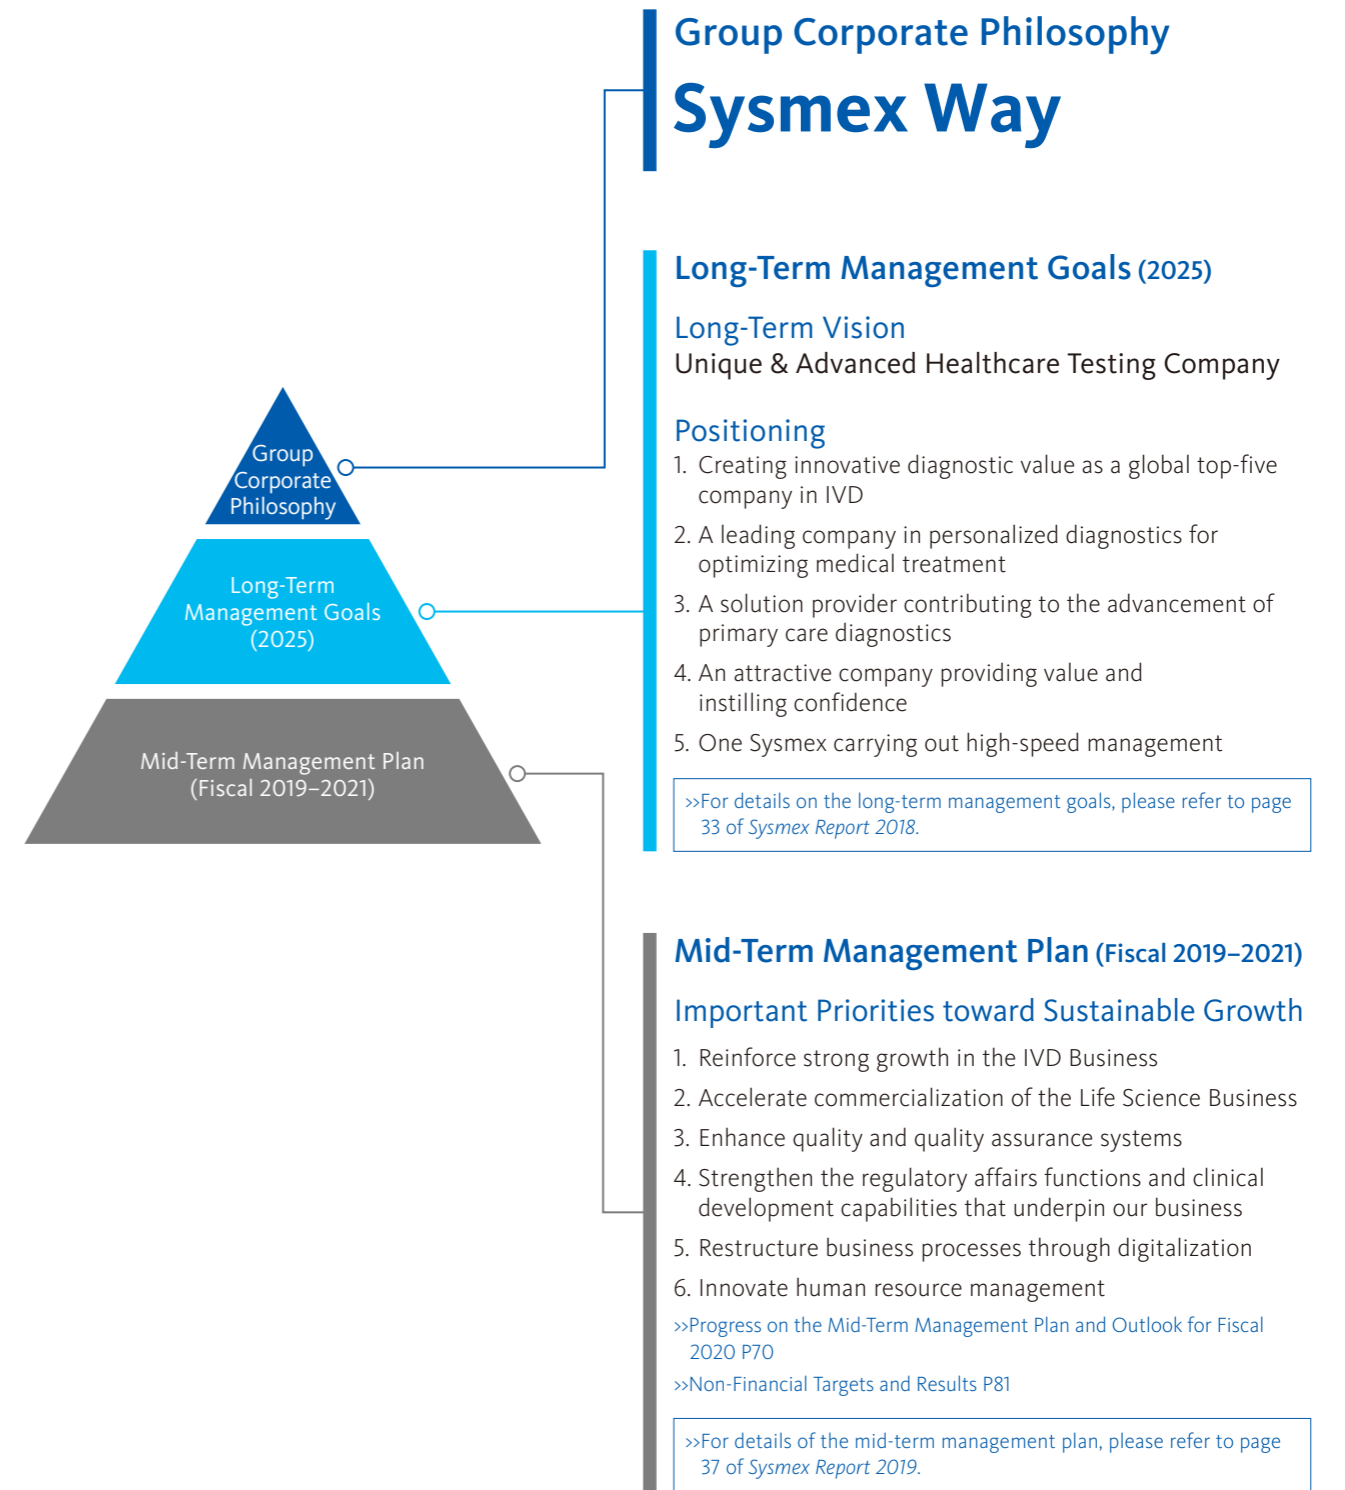 Group Corporate Philosophy
Sysmex Way
Group
Corporate
Philosophy
Long-Term
Management Goals
(2025)
Mid-Term Management Plan
(Fiscal 2019–2021)
Long-Term Management Goals (2025)
Long-Term Vision
Unique & Advanced Healthcare Testing Company
Positioning
1. Creating innovative diagnostic value as a global top-five
company in IVD
2. A leading company in personalized diagnostics for
optimizing medical treatment
3. A solution provider contributing to the advancement of
primary care diagnostics
4. An attractive company providing value and
instilling confidence
5. One Sysmex carrying out high-speed management
>>For details on the long-term management goals, please refer to page
33 of Sysmex Report 2018.
Mid-Term Management Plan (Fiscal 2019–2021)
Important Priorities toward Sustainable Growth
1. Reinforce strong growth in the IVD Business
2. Accelerate commercialization of the Life Science Business
3. Enhance quality and quality assurance systems
4. Strengthen the regulatory affairs functions and clinical
development capabilities that underpin our business
5. Restructure business processes through digitalization
6. Innovate human resource management
>>Progress on the Mid-Term Management Plan and Outlook for Fiscal
2020 P70
>>Non-Financial Targets and Results P81
>>For details of the mid-term management plan, please refer to page
37 of Sysmex Report 2019.